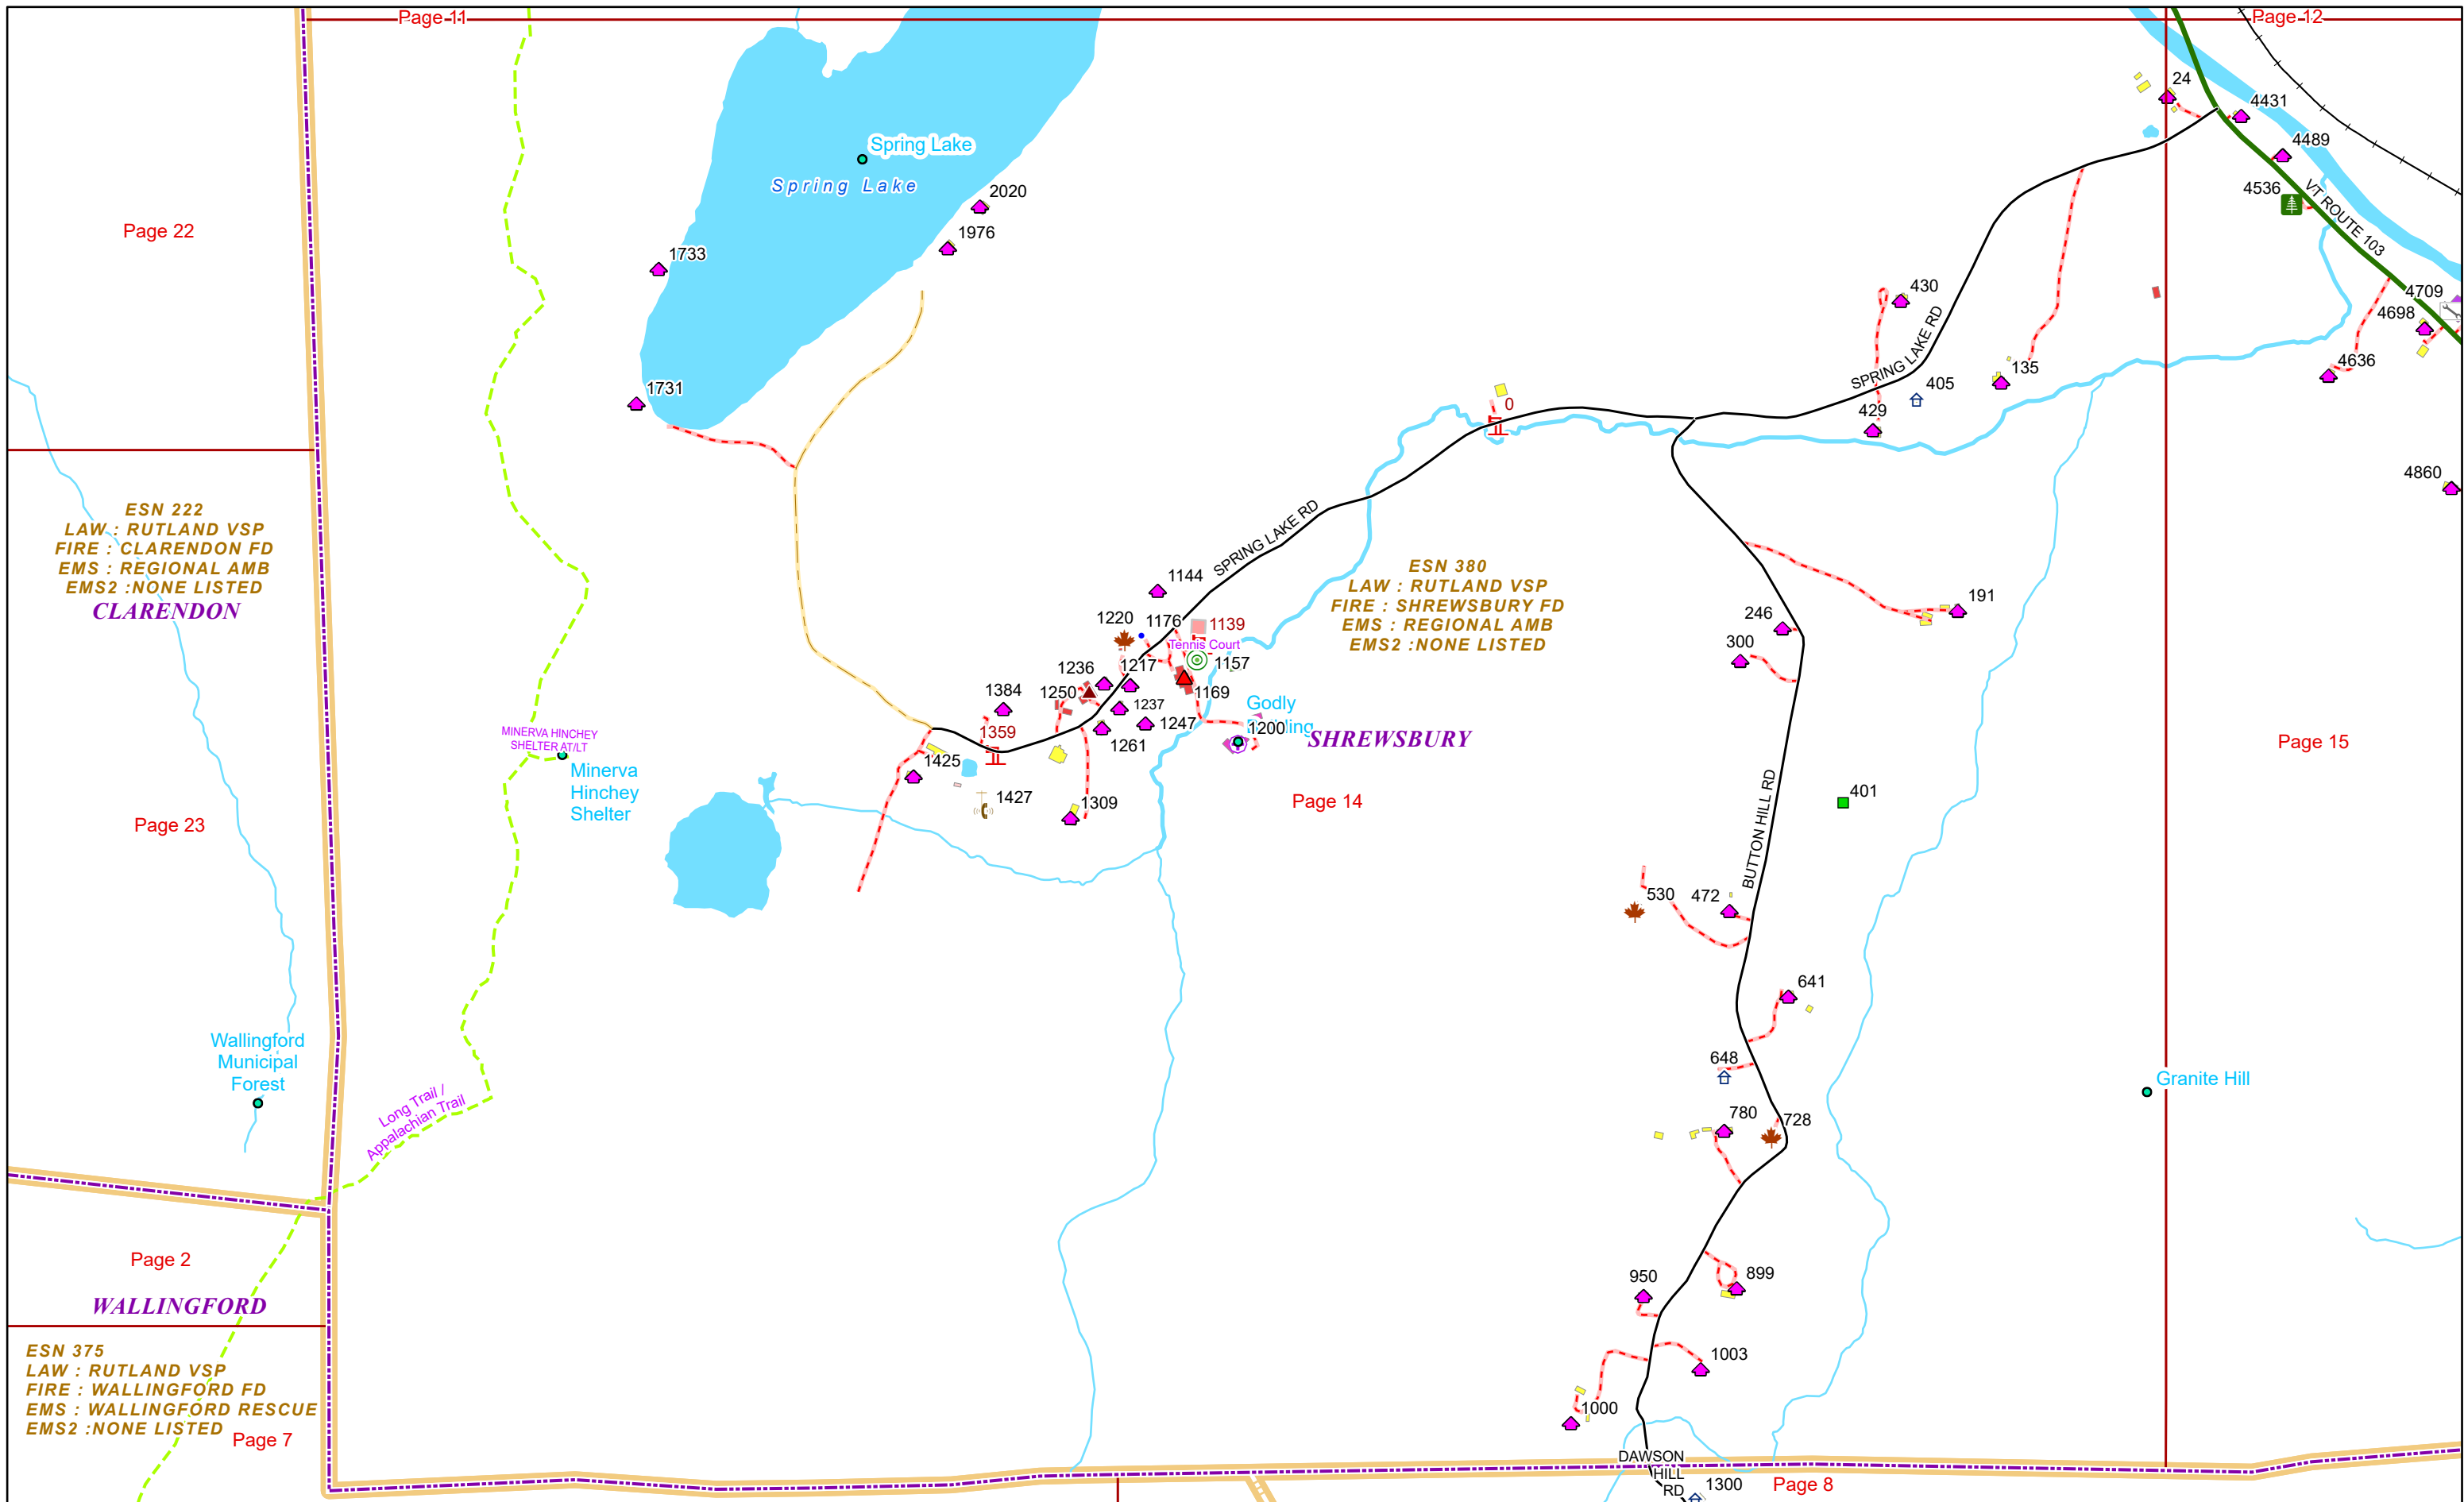 Page 11
Page 12
24
4431
4489
4536
VT ROUTE 103
Spring Lake
Spring Lake
2020
1976
Page 22
1733
430
4709
4698
SPRING LAKE RD
4636
135
405
1731
0
429
4860
ESN 222
LAW : RUTLAND VSP
FIRE : CLARENDON FD
EMS : REGIONAL AMB
EMS2 :NONE LISTED
CLARENDON
SPRING LAKE RD
ESN 380
LAW : RUTLAND VSP
FIRE : SHREWSBURY FD
EMS : REGIONAL AMB
EMS2 :NONE LISTED
1144
191
246
300
1220
1176
1139
Tennis Court
1236
1217
1157
1384
1250
1237
1169
Godly
1247
1200
1359
1261
SHREWSBURY
Page 15
MINERVA HINCHEY
SHELTER AT/LT
1425
Minerva
Hinchey
Shelter
1427
1309
Page 14
401
BUTTON HILL RD
Page 23
530
472
641
Wallingford
Municipal
Forest
648
Granite Hill
Long Trail /
Appalachian Trail
780
728
Page 2
950
899
WALLINGFORD
ESN 375
LAW : RUTLAND VSP
FIRE : WALLINGFORD FD
EMS : WALLINGFORD RESCUE
EMS2 :NONE LISTED
1003
1000
Page 7
DAWSON
HILL
RD
1300
Page 8